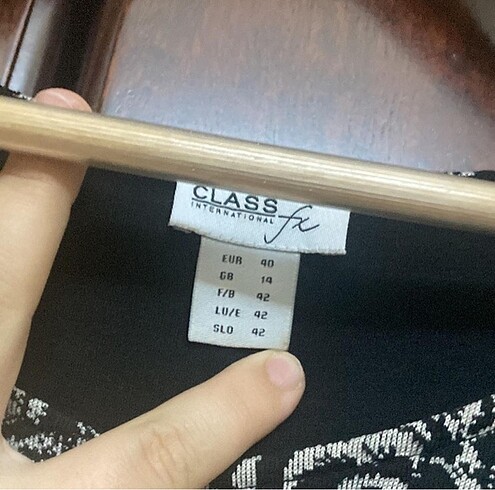 CLASS
INTERNATIONAL fx
EUR 40
GB 14
F/B 42
LU/E 42
SLO 42